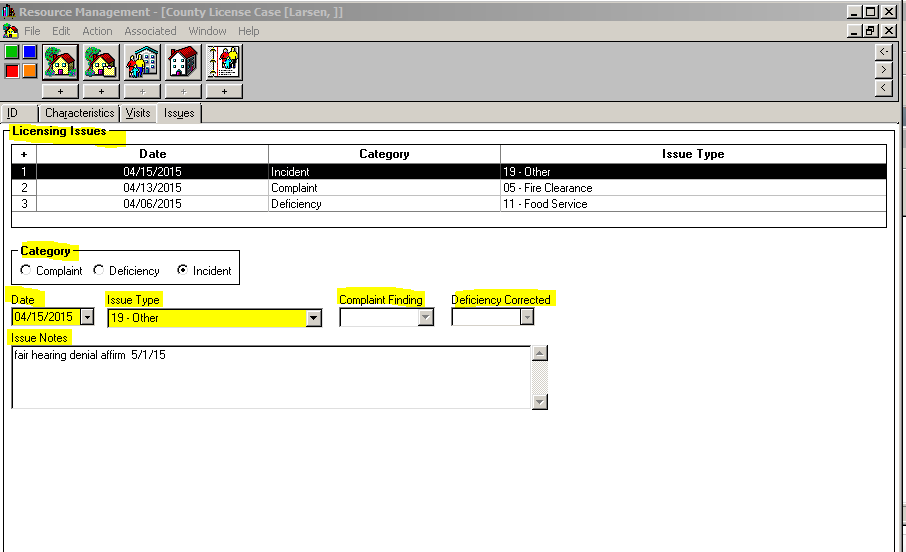 Resource Management - [County License Case [Larsen, ]]
File Edit Action Associated Window Help
+ + + + +
ID Characteristics Visits Issues
Licensing Issues
+ Date Category Issue Type
1 04/15/2015 Incident 19 - Other
2 04/13/2015 Complaint 05 - Fire Clearance
3 04/06/2015 Deficiency 11 - Food Service
Category
Complaint Deficiency Incident
Date Issue Type Complaint Finding Deficiency Corrected
04/15/2015 19 - Other
Issue Notes
fair hearing denial affirm 5/1/15